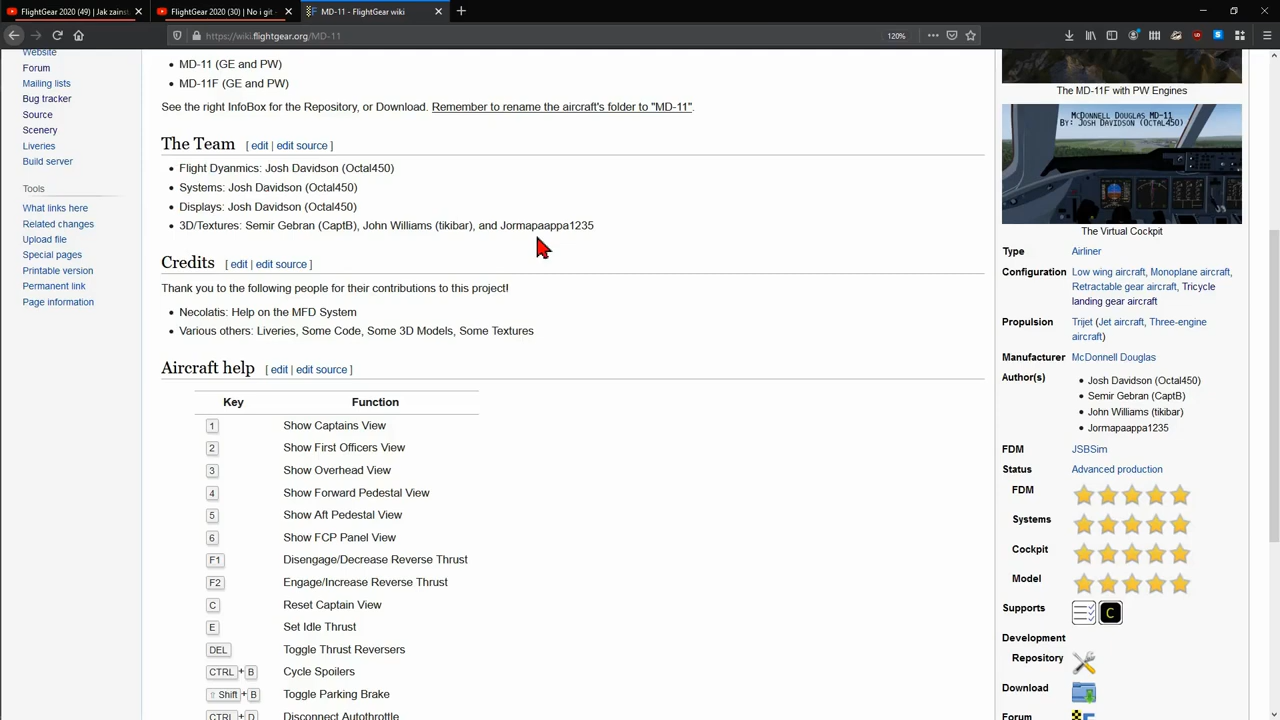 FlightGear 2020 (49) | Jak zainst
FlightGear 2020 (30) | No i git -
MD-11 - FlightGear wiki
https://wiki.flightgear.org/MD-11
120%
Website
Forum
Mailing lists
Bug tracker
Source
Scenery
Liveries
Build server
Tools
What links here
Related changes
Upload file
Special pages
Printable version
Permanent link
Page information
MD-11 (GE and PW)
MD-11F (GE and PW)
See the right InfoBox for the Repository, or Download. Remember to rename the aircraft's folder to "MD-11".
The Team [ edit | edit source ]
Flight Dyanmics: Josh Davidson (Octal450)
Systems: Josh Davidson (Octal450)
Displays: Josh Davidson (Octal450)
3D/Textures: Semir Gebran (CaptB), John Williams (tikibar), and Jormapaappa1235
Credits [ edit | edit source ]
Thank you to the following people for their contributions to this project!
Necolatis: Help on the MFD System
Various others: Liveries, Some Code, Some 3D Models, Some Textures
Aircraft help [ edit | edit source ]
Key Function
1 Show Captains View
2 Show First Officers View
3 Show Overhead View
4 Show Forward Pedestal View
5 Show Aft Pedestal View
6 Show FCP Panel View
F1 Disengage/Decrease Reverse Thrust
F2 Engage/Increase Reverse Thrust
C Reset Captain View
E Set Idle Thrust
DEL Toggle Thrust Reversers
CTRL + B Cycle Spoilers
⇧ Shift + B Toggle Parking Brake
CTRL + D Disconnect Autothrottle
The MD-11F with PW Engines
McDonnell Douglas MD-11
By: Josh Davidson (Octal450)
The Virtual Cockpit
Type Airliner
Configuration Low wing aircraft, Monoplane aircraft,
Retractable gear aircraft, Tricycle
landing gear aircraft
Propulsion Trijet (Jet aircraft, Three-engine
aircraft)
Manufacturer McDonnell Douglas
Author(s) Josh Davidson (Octal450)
Semir Gebran (CaptB)
John Williams (tikibar)
Jormapaappa1235
FDM JSBSim
Status Advanced production
FDM
Systems
Cockpit
Model
Supports C
Development
Repository
Download
Forum